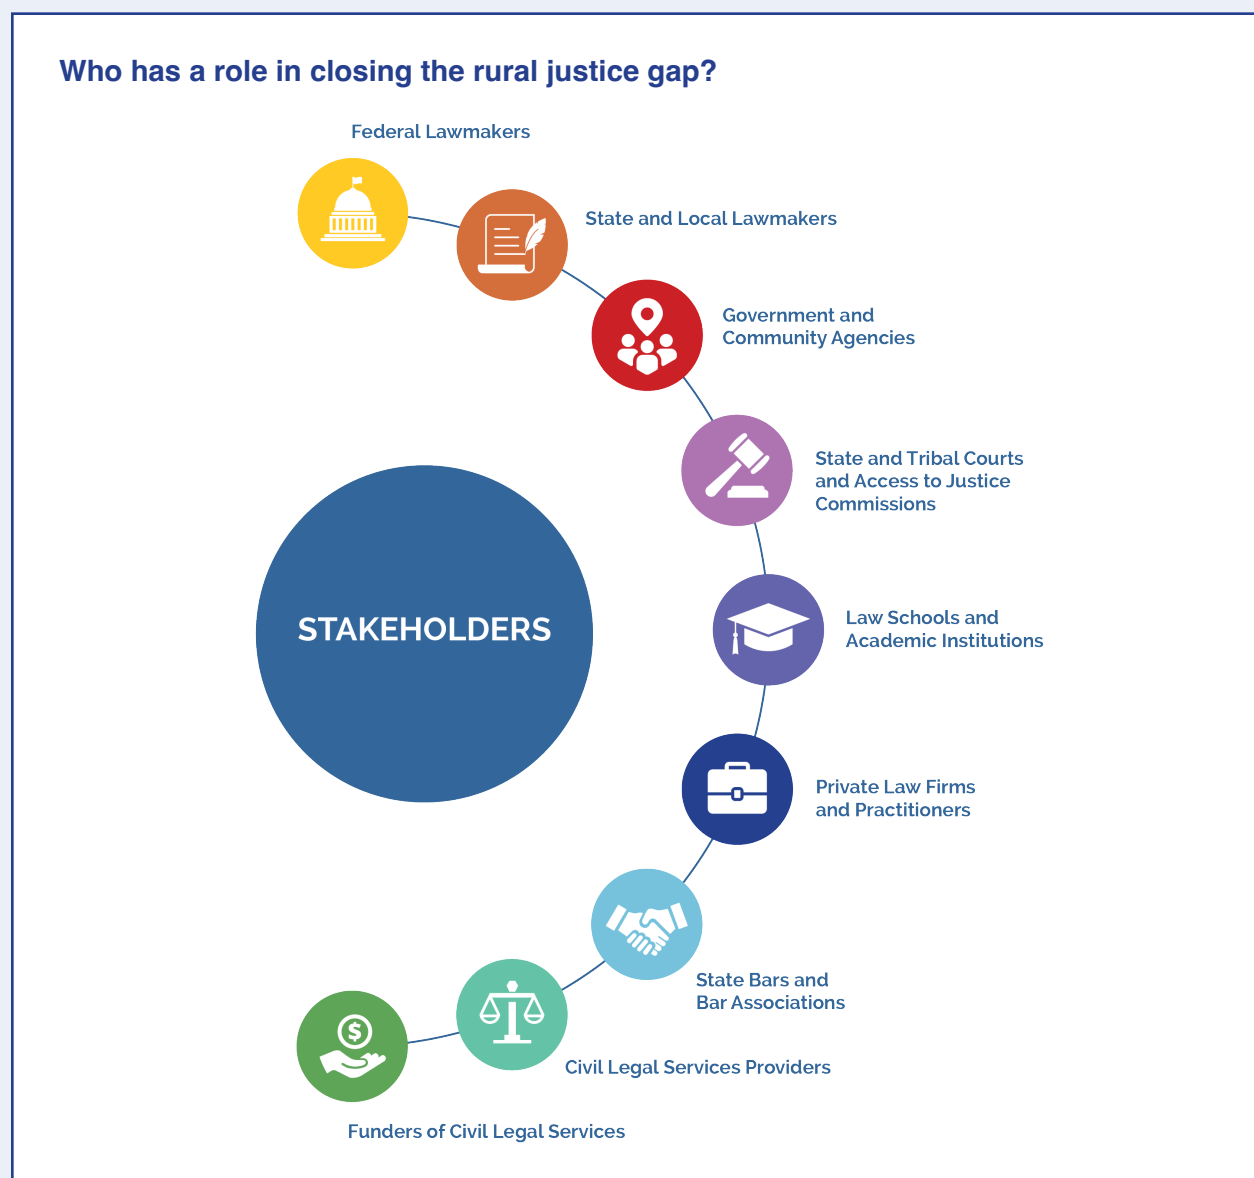 Who has a role in closing the rural justice gap?
Federal Lawmakers
State and Local Lawmakers
Government and
Community Agencies
State and Tribal Courts
and Access to Justice
Commissions
STAKEHOLDERS
Law Schools and
Academic Institutions
Private Law Firms
and Practitioners
State Bars and
Bar Associations
Civil Legal Services Providers
$
Funders of Civil Legal Services